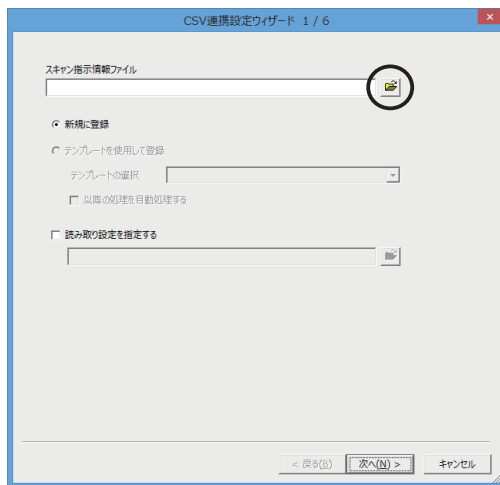 CSV連携設定ウィザード 1 / 6
スキャン指示情報ファイル
新規に登録
テンプレートを使用して登録
テンプレートの選択
以降の処理を自動処理する
読み取り設定を指定する
< 戻る(B) 次へ(N) > キャンセル